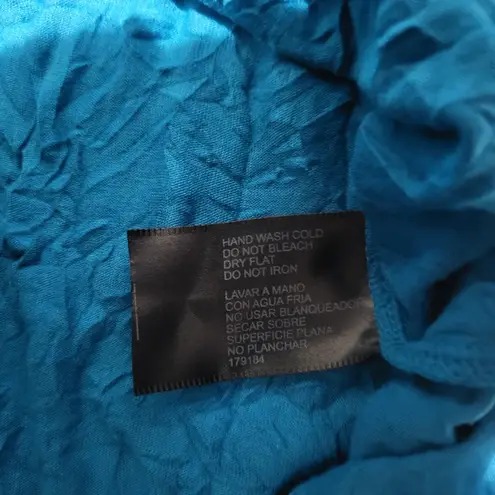 HAND WASH COLD
DO NOT BLEACH
DRY FLAT
DO NOT IRON
LAVAR A MANO
CON AGUA FRIA
NO USAR BLANQUEADOR
SECAR SOBRE
SUPERFICIE PLANA
NO PLANCHAR
179184